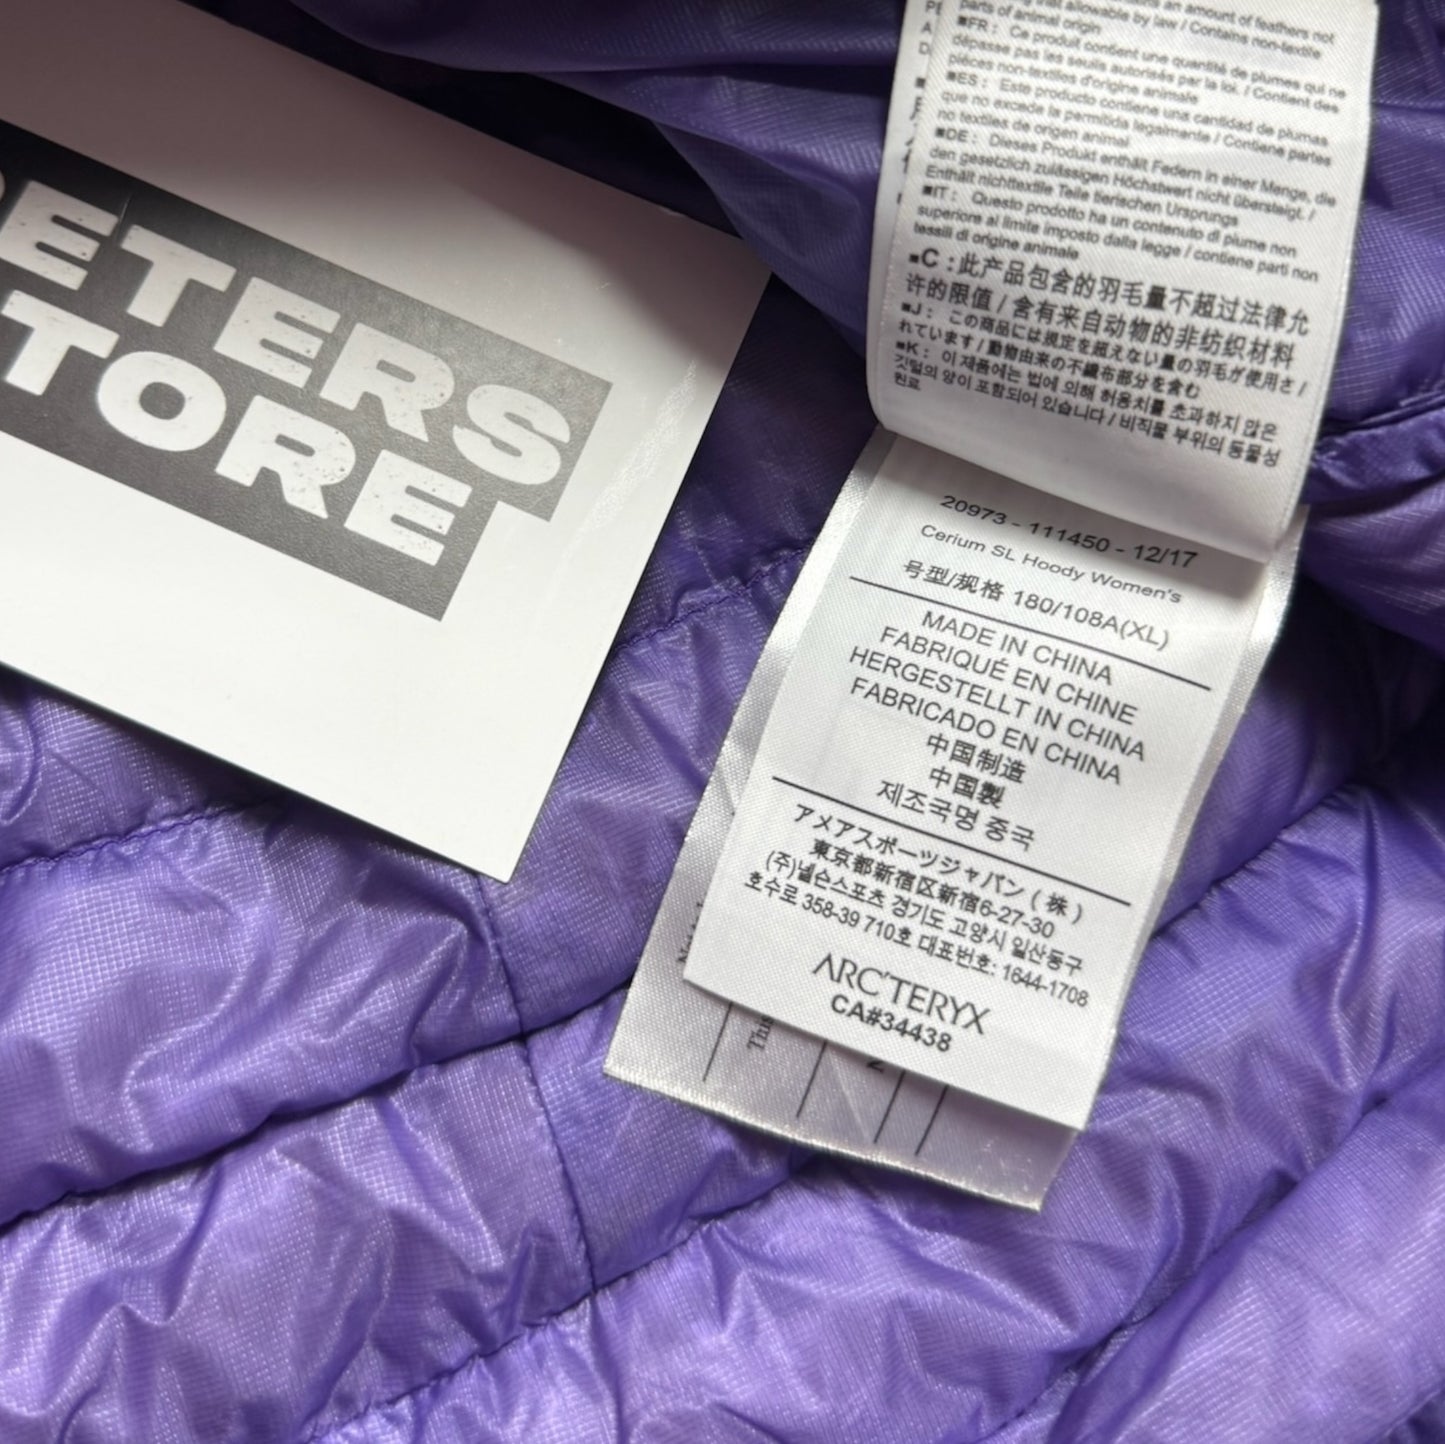 PETERS
STORE
parts of animal origin
■FR : Ce produit contient une quantité de plumes qui ne
dépasse pas les seuils autorisés par la loi. / Contient des
pièces non-textiles d'origine animale
■ES : Este producto contiene una cantidad de plumas
que no excede la permitida legalmente / Contiene partes
no textiles de origen animal
■DE : Dieses Produkt enthält Federn in einer Menge, die
den gesetzlich zulässigen Höchstwert nicht übersteigt. /
Enthält nichttextile Teile tierischen Ursprungs
■IT : Questo prodotto ha un contenuto di piume non
superiore al limite imposto dalla legge / contiene parti non
tessili di origine animale
■C : 此产品包含的羽毛量不超过法律允
许的限值 / 含有来自动物的非纺织材料
■J : この商品には規定を超えない量の羽毛が使用さ
れています / 動物由来の不織布部分を含む
■K : 이 제품에는 법에 의해 허용치를 초과하지 않은
깃털의 양이 포함되어 있습니다 / 비직물 부위의 동물성
원료
20973 - 111450 - 12/17
Cerium SL Hoody Women's
号型/规格 180/108A(XL)
MADE IN CHINA
FABRIQUÉ EN CHINE
HERGESTELLT IN CHINA
FABRICADO EN CHINA
中国制造
中國製
제조국명 중국
アメアスポーツジャパン ( 株 )
東京都新宿区新宿6-27-30
(주)넬슨스포츠 경기도 고양시 일산동구
호수로 358-39 710호 대표번호: 1644-1708
ARC'TERYX
CA#34438
This